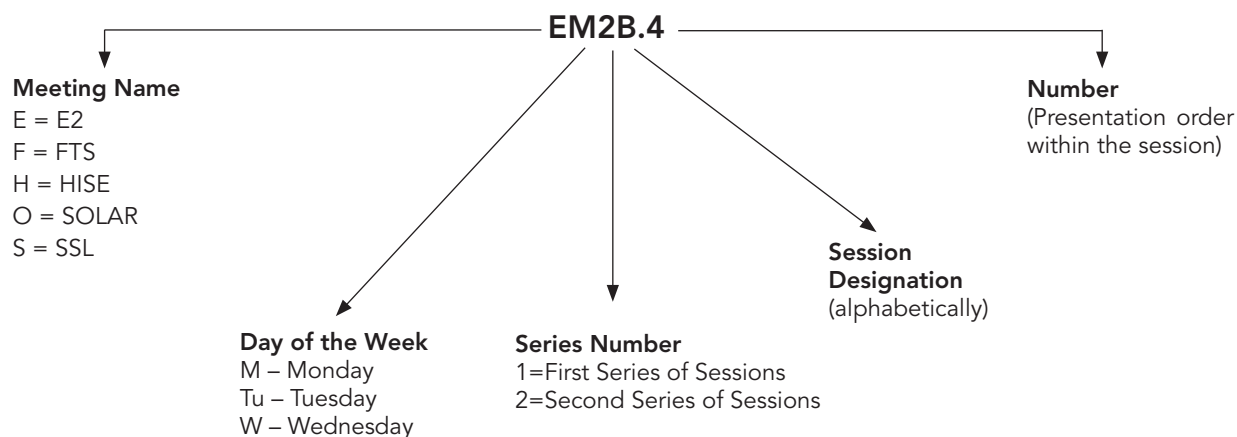 EM2B.4
Meeting Name
E = E2
F = FTS
H = HISE
O = SOLAR
S = SSL
Day of the Week
M – Monday
Tu – Tuesday
W – Wednesday
Series Number
1=First Series of Sessions
2=Second Series of Sessions
Session
Designation
(alphabetically)
Number
(Presentation order
within the session)